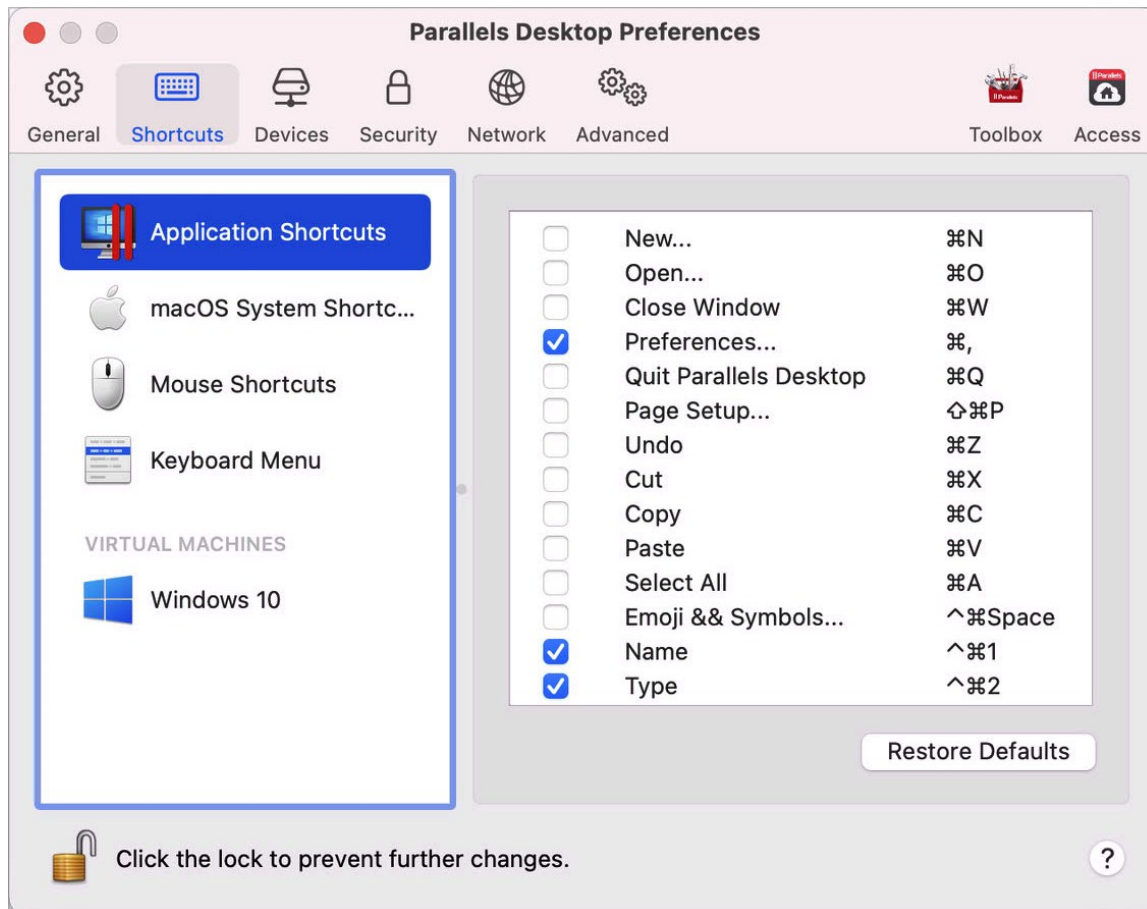 Parallels Desktop Preferences
General Shortcuts Devices Security Network Advanced Toolbox Access
Application Shortcuts
macOS System Shortc...
Mouse Shortcuts
Keyboard Menu
VIRTUAL MACHINES
Windows 10
New... ⌘N
Open... ⌘O
Close Window ⌘W
Preferences... ⌘,
Quit Parallels Desktop ⌘Q
Page Setup... ⇧⌘P
Undo ⌘Z
Cut ⌘X
Copy ⌘C
Paste ⌘V
Select All ⌘A
Emoji && Symbols... ^⌘Space
Name ^⌘1
Type ^⌘2
Restore Defaults
Click the lock to prevent further changes.
?